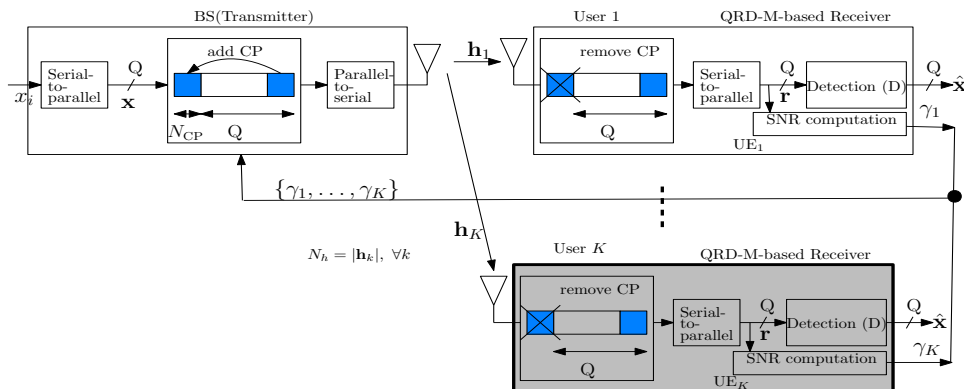 BS(Transmitter)
User 1
QRD-M-based Receiver
x_i
Serial-
to-
parallel
Q
𝐱
add CP
N_CP
Q
Parallel-
to-
serial
𝐡_1
remove CP
Q
Serial-
to-
parallel
Q
𝐫
Detection (D)
Q
𝐱̂
SNR computation
γ_1
UE_1
{γ_1, . . . , γ_K}
𝐡_K
N_h = |𝐡_k|, ∀k
User K
QRD-M-based Receiver
remove CP
Q
Serial-
to-
parallel
Q
𝐫
Detection (D)
Q
𝐱̂
SNR computation
γ_K
UE_K